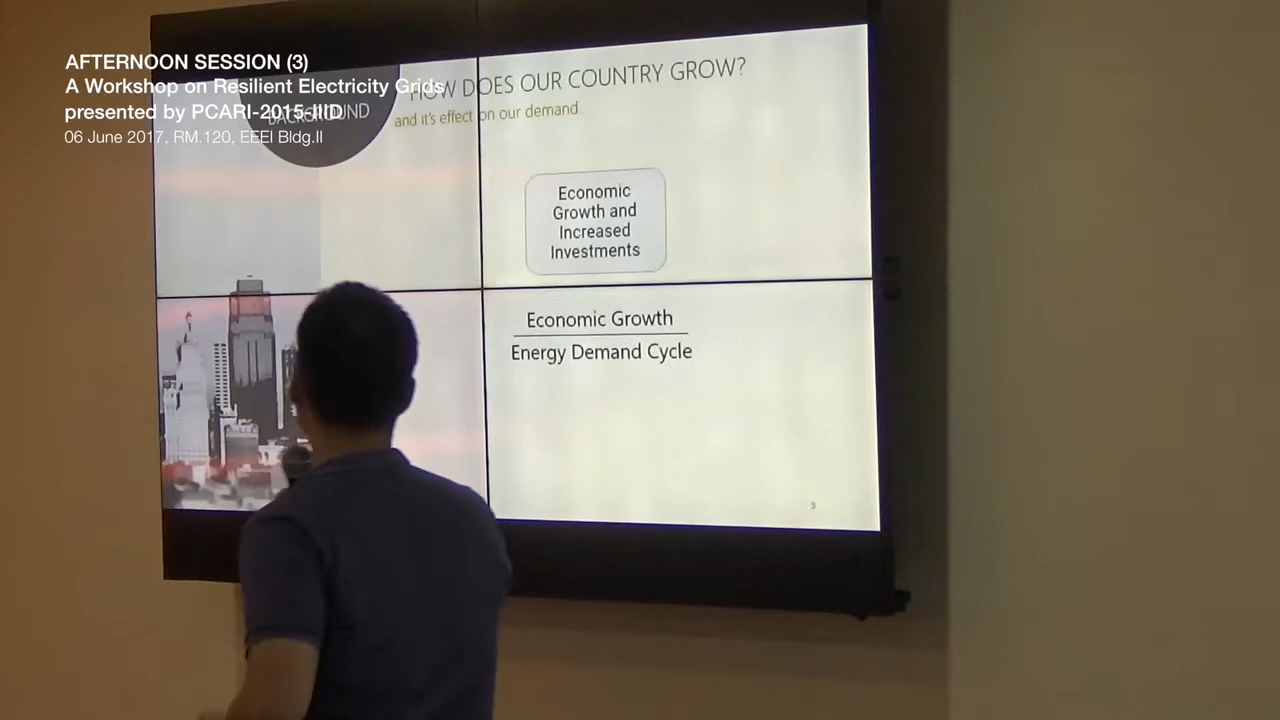 AFTERNOON SESSION (3)
A Workshop on Resilient Electricity Grids
presented by PCARI-2015-IIID
06 June 2017, RM.120, EEEI Bldg.II
BACKGROUND
HOW DOES OUR COUNTRY GROW?
and it's effect on our demand
Economic
Growth and
Increased
Investments
Economic Growth
Energy Demand Cycle
3